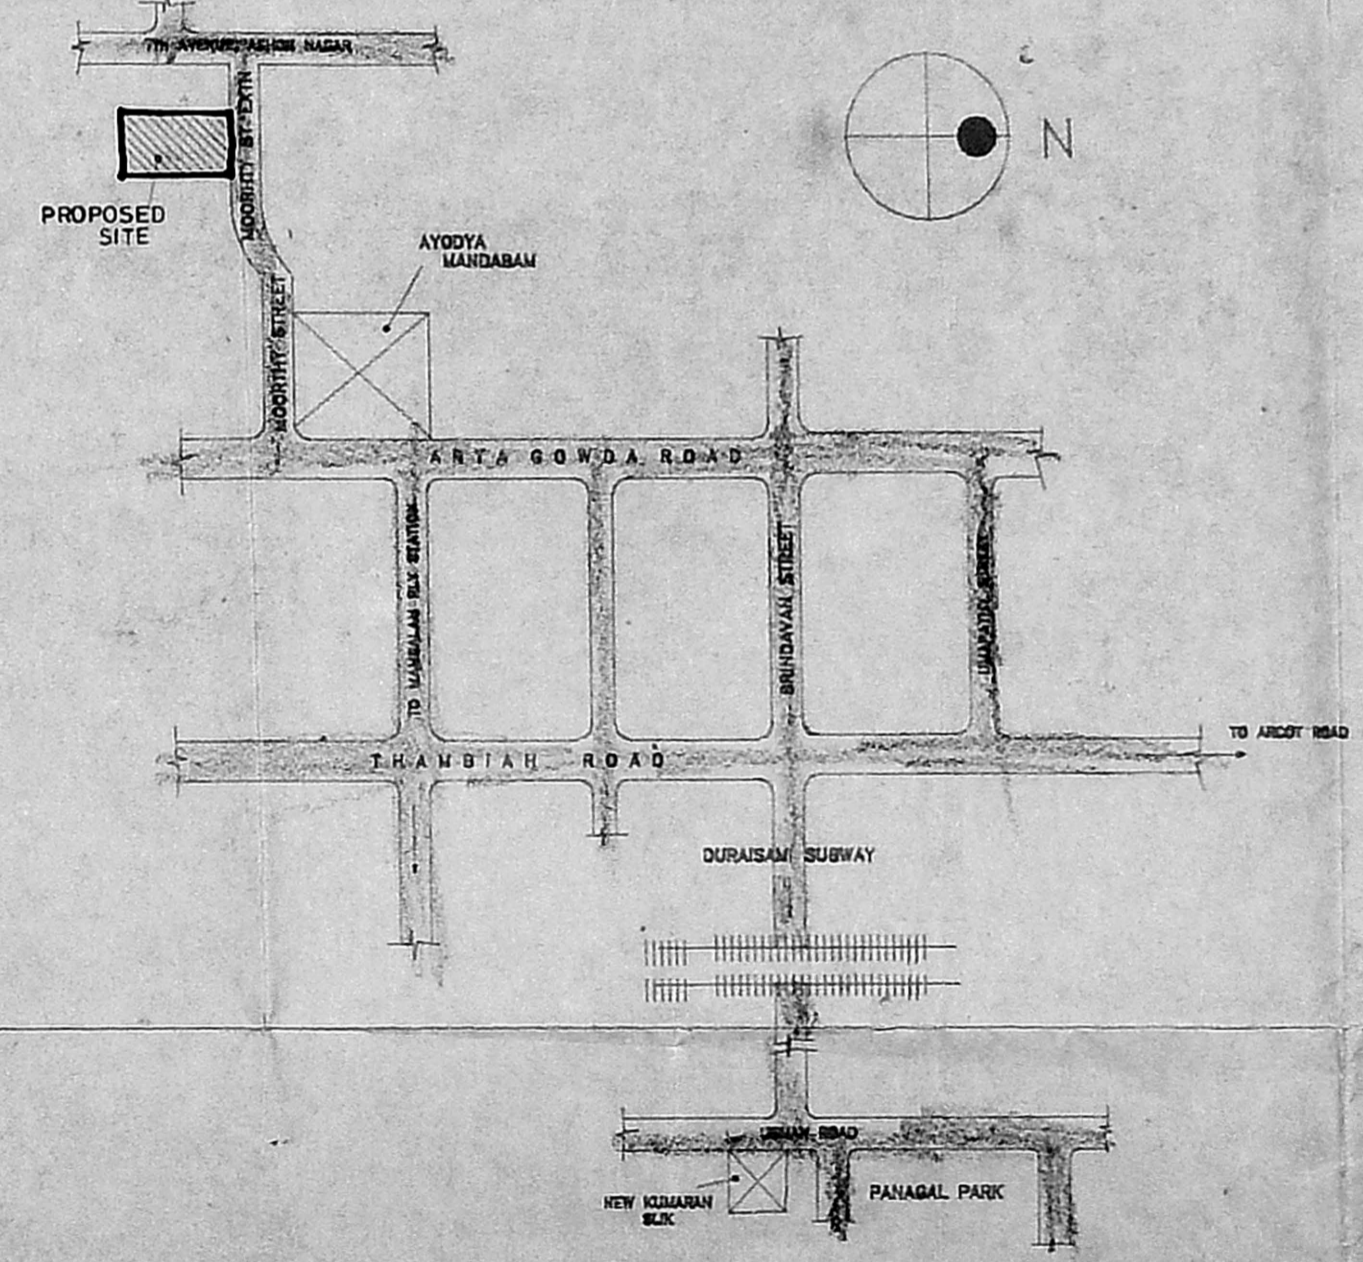 7TH AVENUE, ASHOK NAGAR
MOORTHY ST. EXTN
N
PROPOSED
SITE
AYODYA
MANDABAM
MOORTHY STREET
ARYA GOWDA ROAD
TO MAMBALAM RLY STATION
BRINDAVAN STREET
UMAPATHY STREET
TO ARCOT ROAD
THAMBIAH ROAD
DURAISAMI SUBWAY
USMAN ROAD
NEW KUMARAN
SLIK
PANAGAL PARK